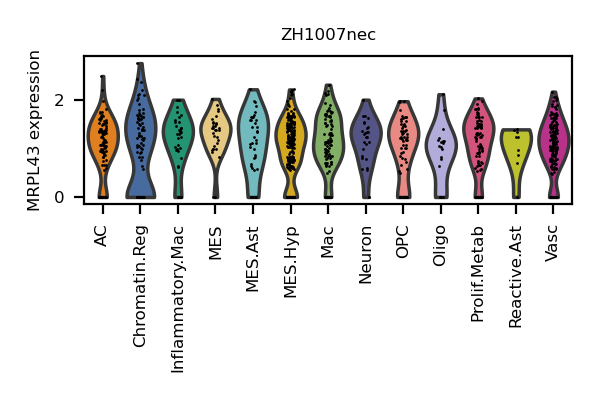 ZH1007nec
MRPL43 expression
2
0
AC
Chromatin.Reg
Inflammatory.Mac
MES
MES.Ast
MES.Hyp
Mac
Neuron
OPC
Oligo
Prolif.Metab
Reactive.Ast
Vasc